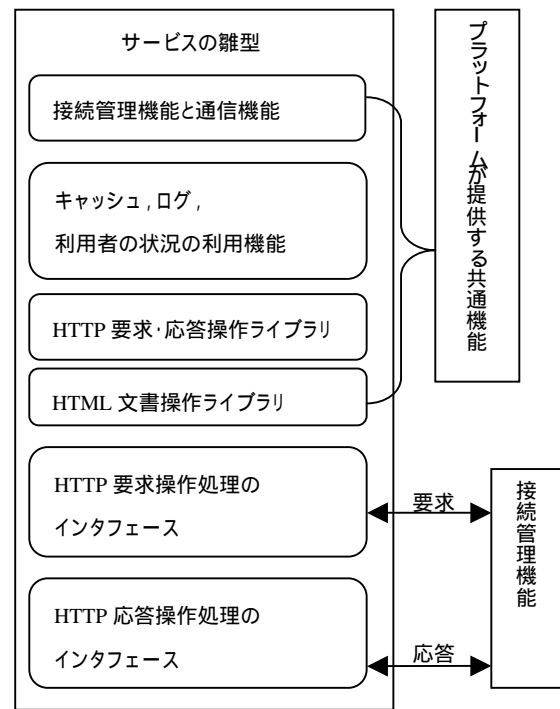 サービスの雛型
接続管理機能と通信機能
キャッシュ,ログ,
利用者の状況の利用機能
HTTP 要求・応答操作ライブラリ
HTML 文書操作ライブラリ
HTTP 要求操作処理の
インタフェース
HTTP 応答操作処理の
インタフェース
プラットフォームが提供する共通機能
要求
応答
接続管理機能